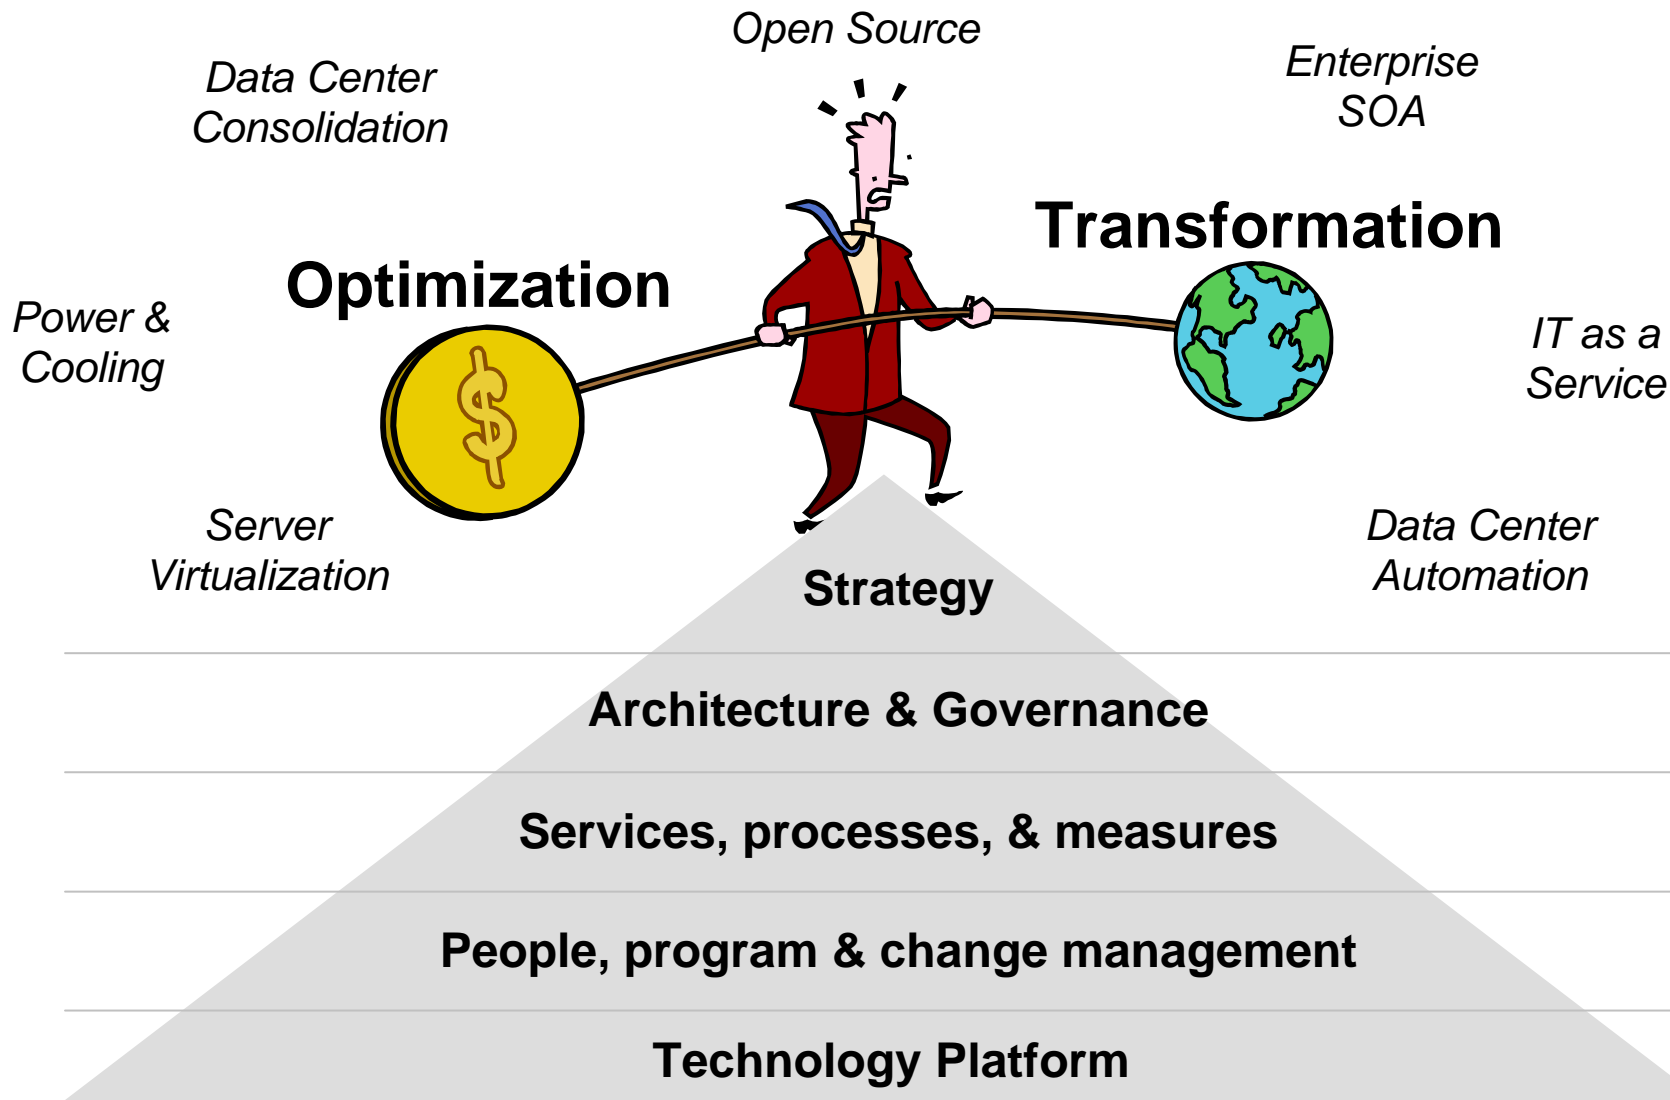 Open Source
Data Center
Consolidation
Enterprise
SOA
Transformation
Optimization
Power &
Cooling
$
IT as a
Service
Server
Virtualization
Data Center
Automation
Strategy
Architecture & Governance
Services, processes, & measures
People, program & change management
Technology Platform